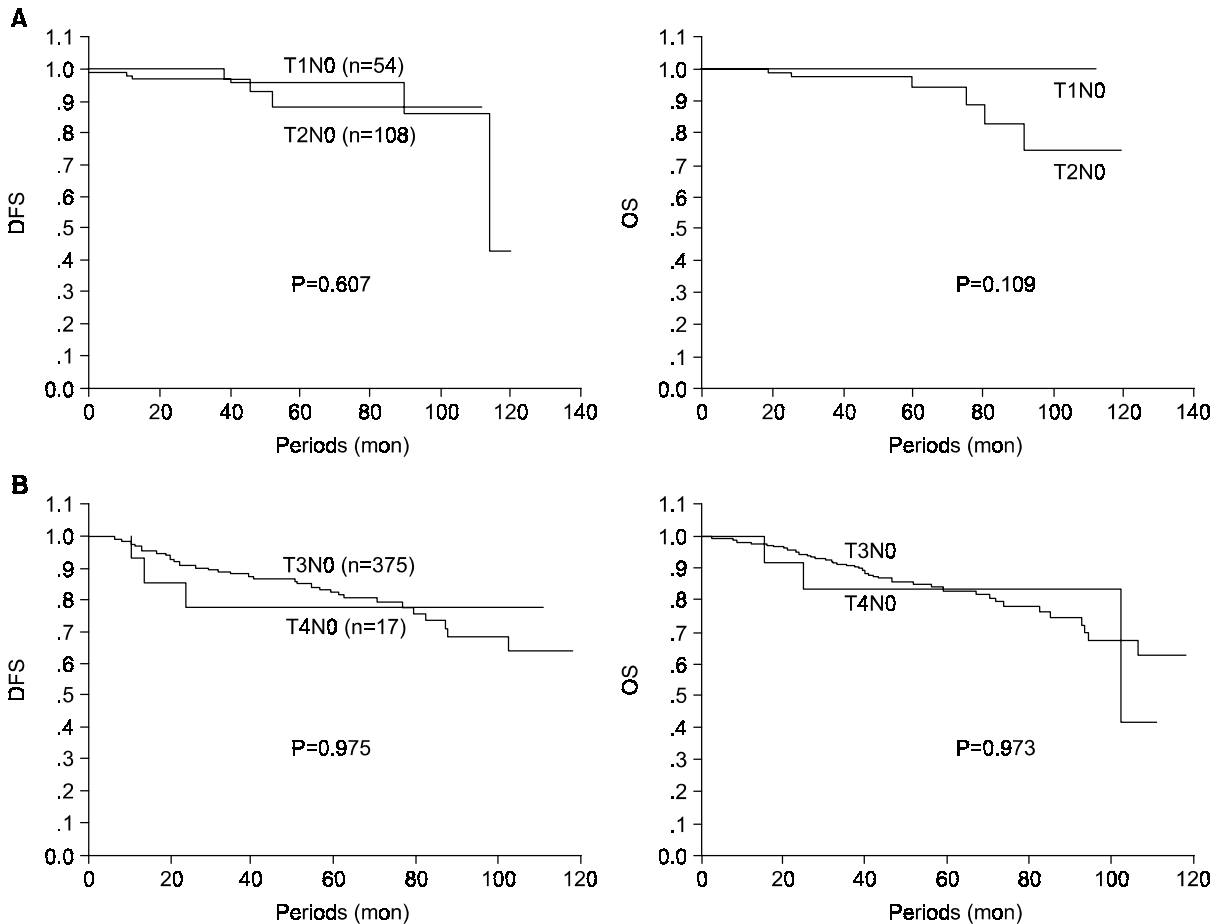 A
1.1
1.0
.9
.8
.7
.6
.5
.4
.3
.2
.1
0.0
DFS
T1N0 (n=54)
T2N0 (n=108)
P=0.607
0 20 40 60 80 100 120 140
Periods (mon)
1.1
1.0
.9
.8
.7
.6
.5
.4
.3
.2
.1
0.0
OS
T1N0
T2N0
P=0.109
0 20 40 60 80 100 120 140
Periods (mon)
B
1.1
1.0
.9
.8
.7
.6
.5
.4
.3
.2
.1
0.0
DFS
T3N0 (n=375)
T4N0 (n=17)
P=0.975
0 20 40 60 80 100 120
Periods (mon)
1.1
1.0
.9
.8
.7
.6
.5
.4
.3
.2
.1
0.0
OS
T3N0
T4N0
P=0.973
0 20 40 60 80 100 120
Periods (mon)